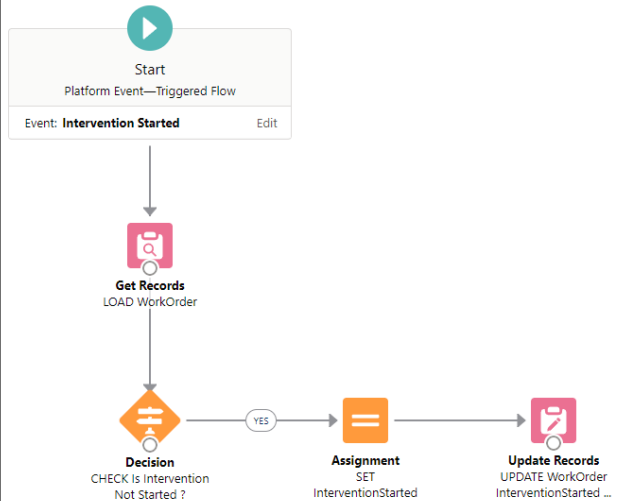 Start
Platform Event—Triggered Flow
Event: Intervention Started Edit
Get Records
LOAD WorkOrder
YES
Decision
CHECK Is Intervention
Not Started ?
Assignment
SET
InterventionStarted
Update Records
UPDATE WorkOrder
InterventionStarted ...